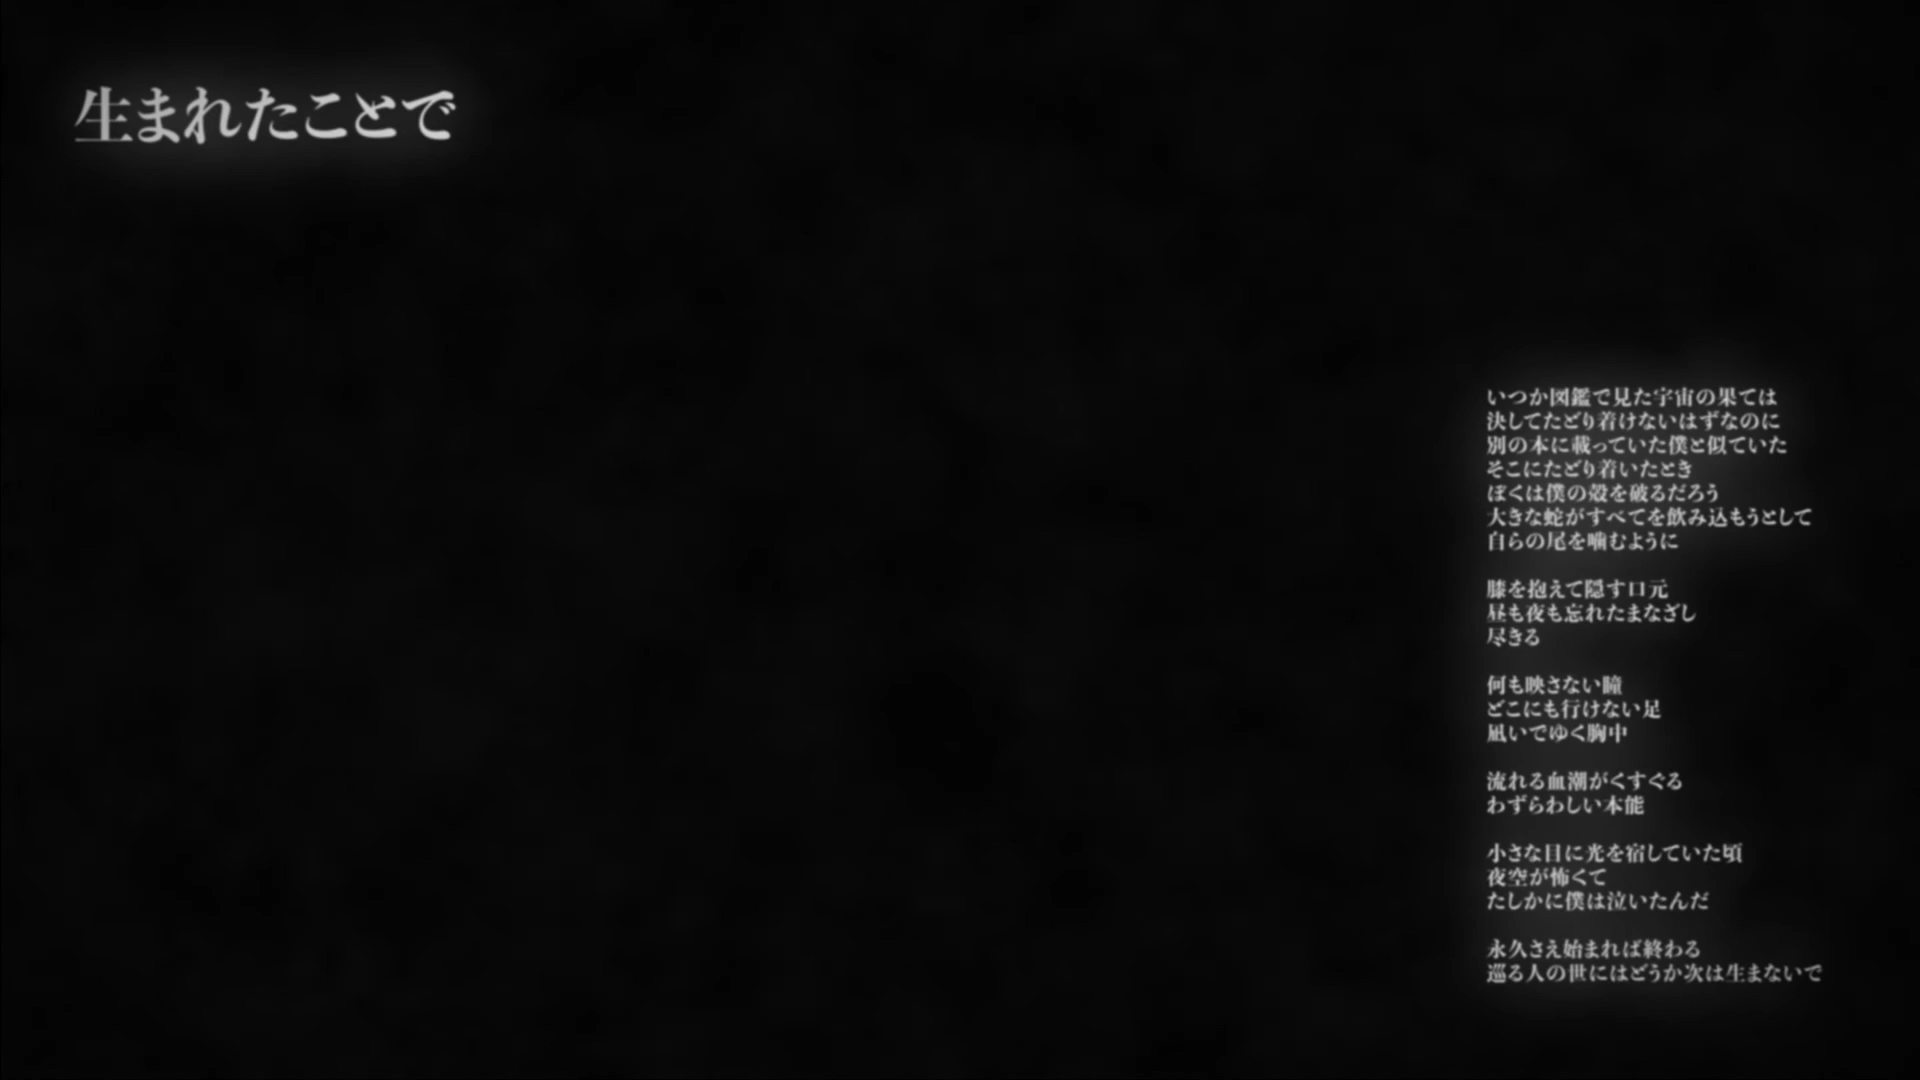 生まれたことで
いつか図鑑で見た宇宙の果ては
決してたどり着けないはずなのに
別の本に載っていた僕と似ていた
そこにたどり着いたとき
ぼくは僕の殻を破るだろう
大きな蛇がすべてを飲み込もうとして
自らの尾を噛むように
膝を抱えて隠す口元
昼も夜も忘れたまなざし
尽きる
何も映さない瞳
どこにも行けない足
凪いでゆく胸中
流れる血潮がくすぐる
わずらわしい本能
小さな目に光を宿していた頃
夜空が怖くて
たしかに僕は泣いたんだ
永久さえ始まれば終わる
巡る人の世にはどうか次は生まないで